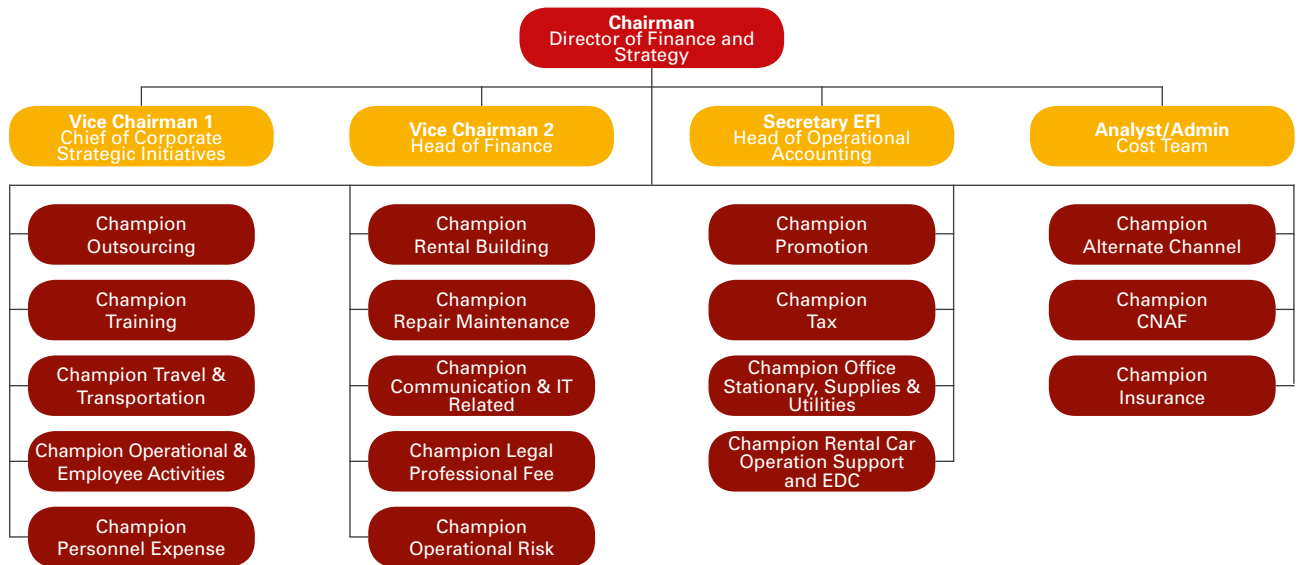 Chairman
Director of Finance and
Strategy
Vice Chairman 1
Chief of Corporate
Strategic Initiatives
Vice Chairman 2
Head of Finance
Secretary EFI
Head of Operational
Accounting
Analyst/Admin
Cost Team
Champion
Outsourcing
Champion
Training
Champion Travel &
Transportation
Champion Operational &
Employee Activities
Champion
Personnel Expense
Champion
Rental Building
Champion
Repair Maintenance
Champion
Communication & IT
Related
Champion Legal
Professional Fee
Champion
Operational Risk
Champion
Promotion
Champion
Tax
Champion Office
Stationary, Supplies &
Utilities
Champion Rental Car
Operation Support
and EDC
Champion
Alternate Channel
Champion
CNAF
Champion
Insurance